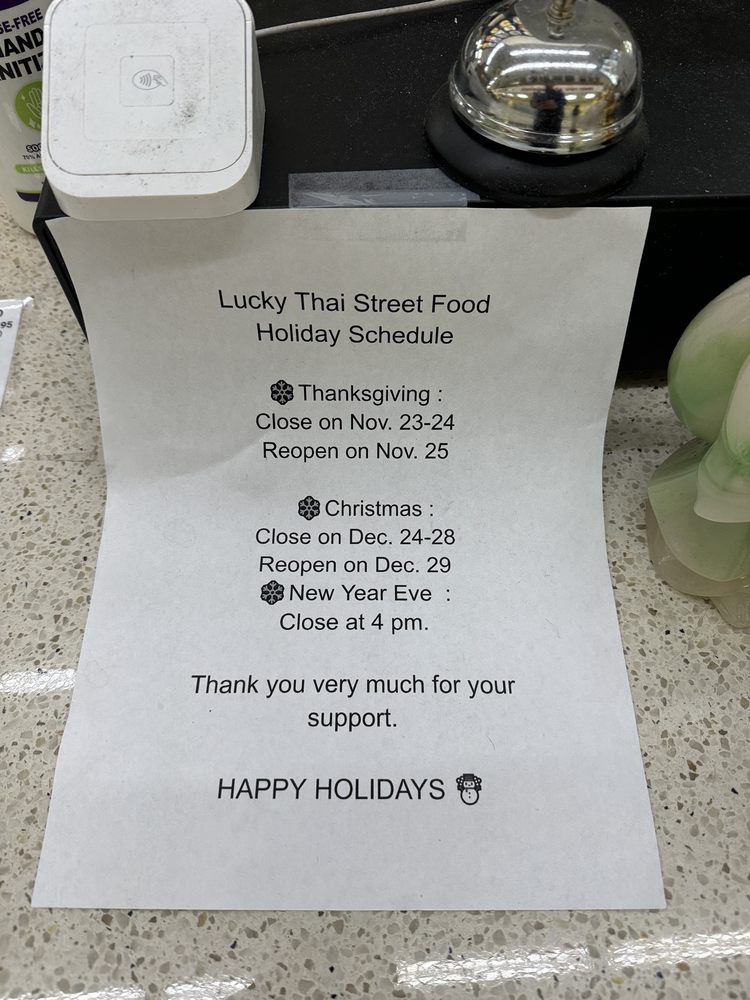 Lucky Thai Street Food
Holiday Schedule
Thanksgiving :
Close on Nov. 23-24
Reopen on Nov. 25
Christmas :
Close on Dec. 24-28
Reopen on Dec. 29
New Year Eve :
Close at 4 pm.
Thank you very much for your
support.
HAPPY HOLIDAYS